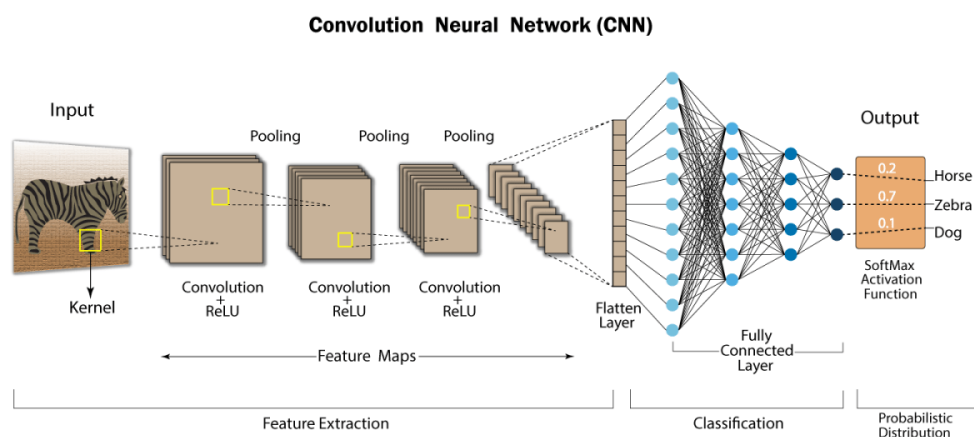 Convolution Neural Network (CNN)
Input
Kernel
Pooling
Pooling
Pooling
Convolution
+
ReLU
Convolution
+
ReLU
Convolution
+
ReLU
Feature Maps
Flatten
Layer
Fully
Connected
Layer
Output
0.2
Horse
0.7
Zebra
0.1
Dog
SoftMax
Activation
Function
Feature Extraction
Classification
Probabilistic
Distribution